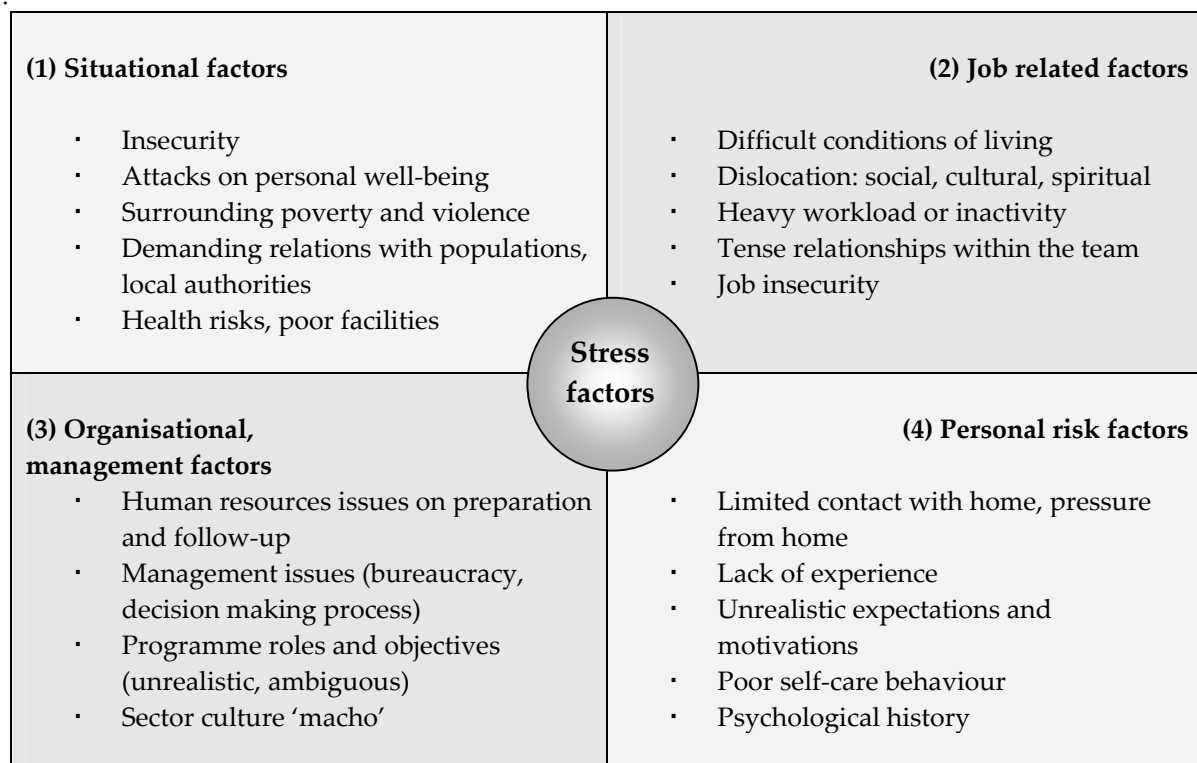 .
(1) Situational factors
▪ Insecurity
▪ Attacks on personal well-being
▪ Surrounding poverty and violence
▪ Demanding relations with populations,
local authorities
▪ Health risks, poor facilities
(2) Job related factors
▪ Difficult conditions of living
▪ Dislocation: social, cultural, spiritual
▪ Heavy workload or inactivity
▪ Tense relationships within the team
▪ Job insecurity
Stress
factors
(3) Organisational,
management factors
▪ Human resources issues on preparation
and follow-up
▪ Management issues (bureaucracy,
decision making process)
▪ Programme roles and objectives
(unrealistic, ambiguous)
▪ Sector culture ‘macho’
(4) Personal risk factors
▪ Limited contact with home, pressure
from home
▪ Lack of experience
▪ Unrealistic expectations and
motivations
▪ Poor self-care behaviour
▪ Psychological history